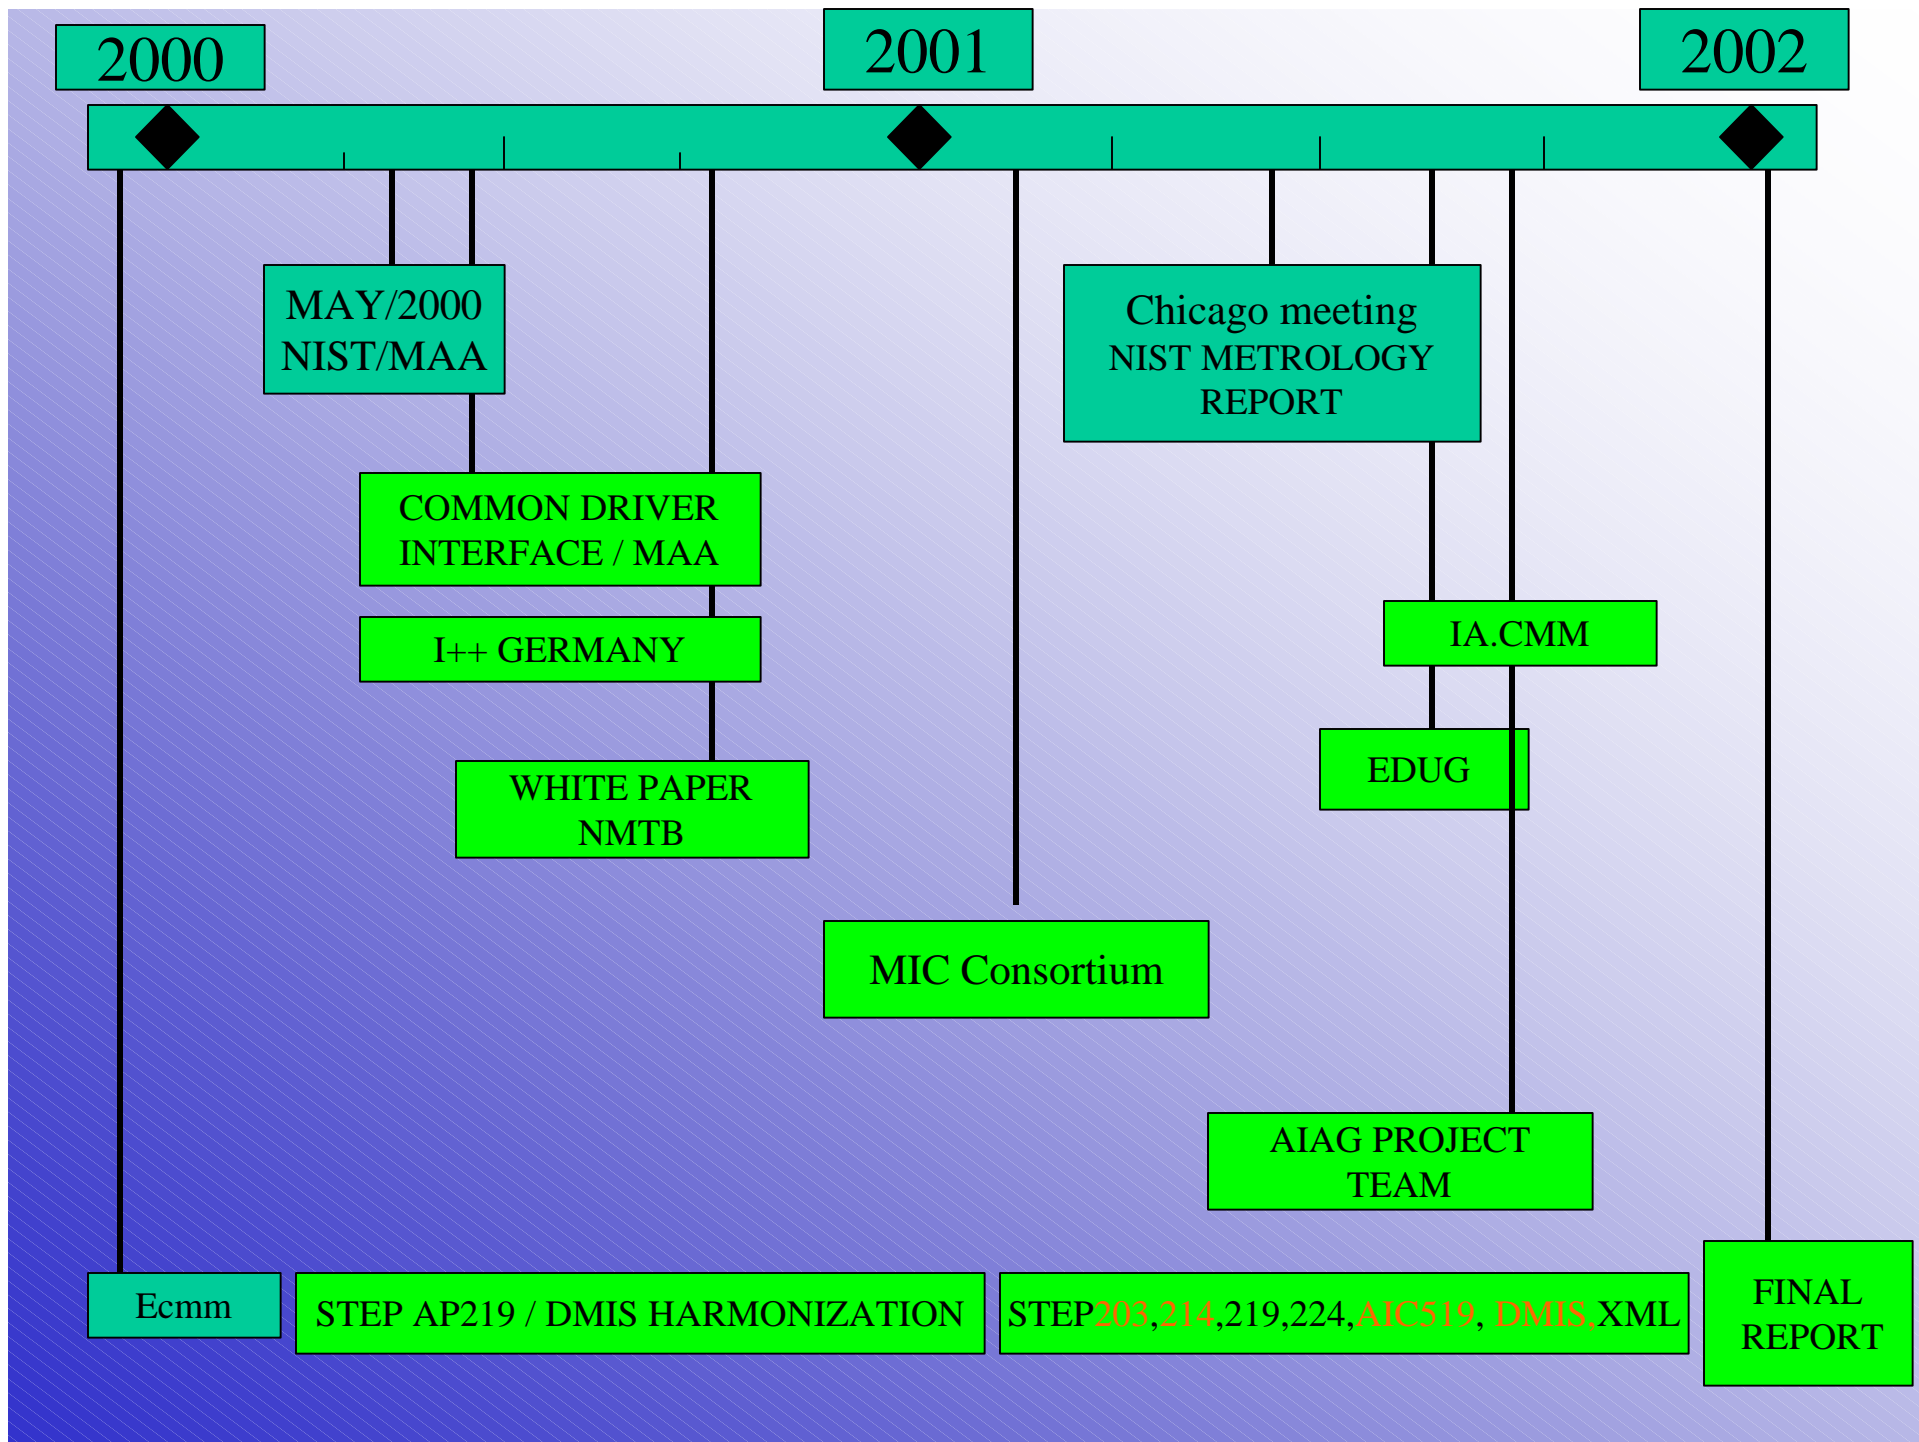 2000
2001
2002
MAY/2000
NIST/MAA
Chicago meeting
NIST METROLOGY
REPORT
COMMON DRIVER
INTERFACE / MAA
I++ GERMANY
IA.CMM
WHITE PAPER
NMTB
EDUG
MIC Consortium
AIAG PROJECT
TEAM
Ecmm
STEP AP219 / DMIS HARMONIZATION
STEP203,214,219,224,AIC519, DMIS,XML
FINAL
REPORT